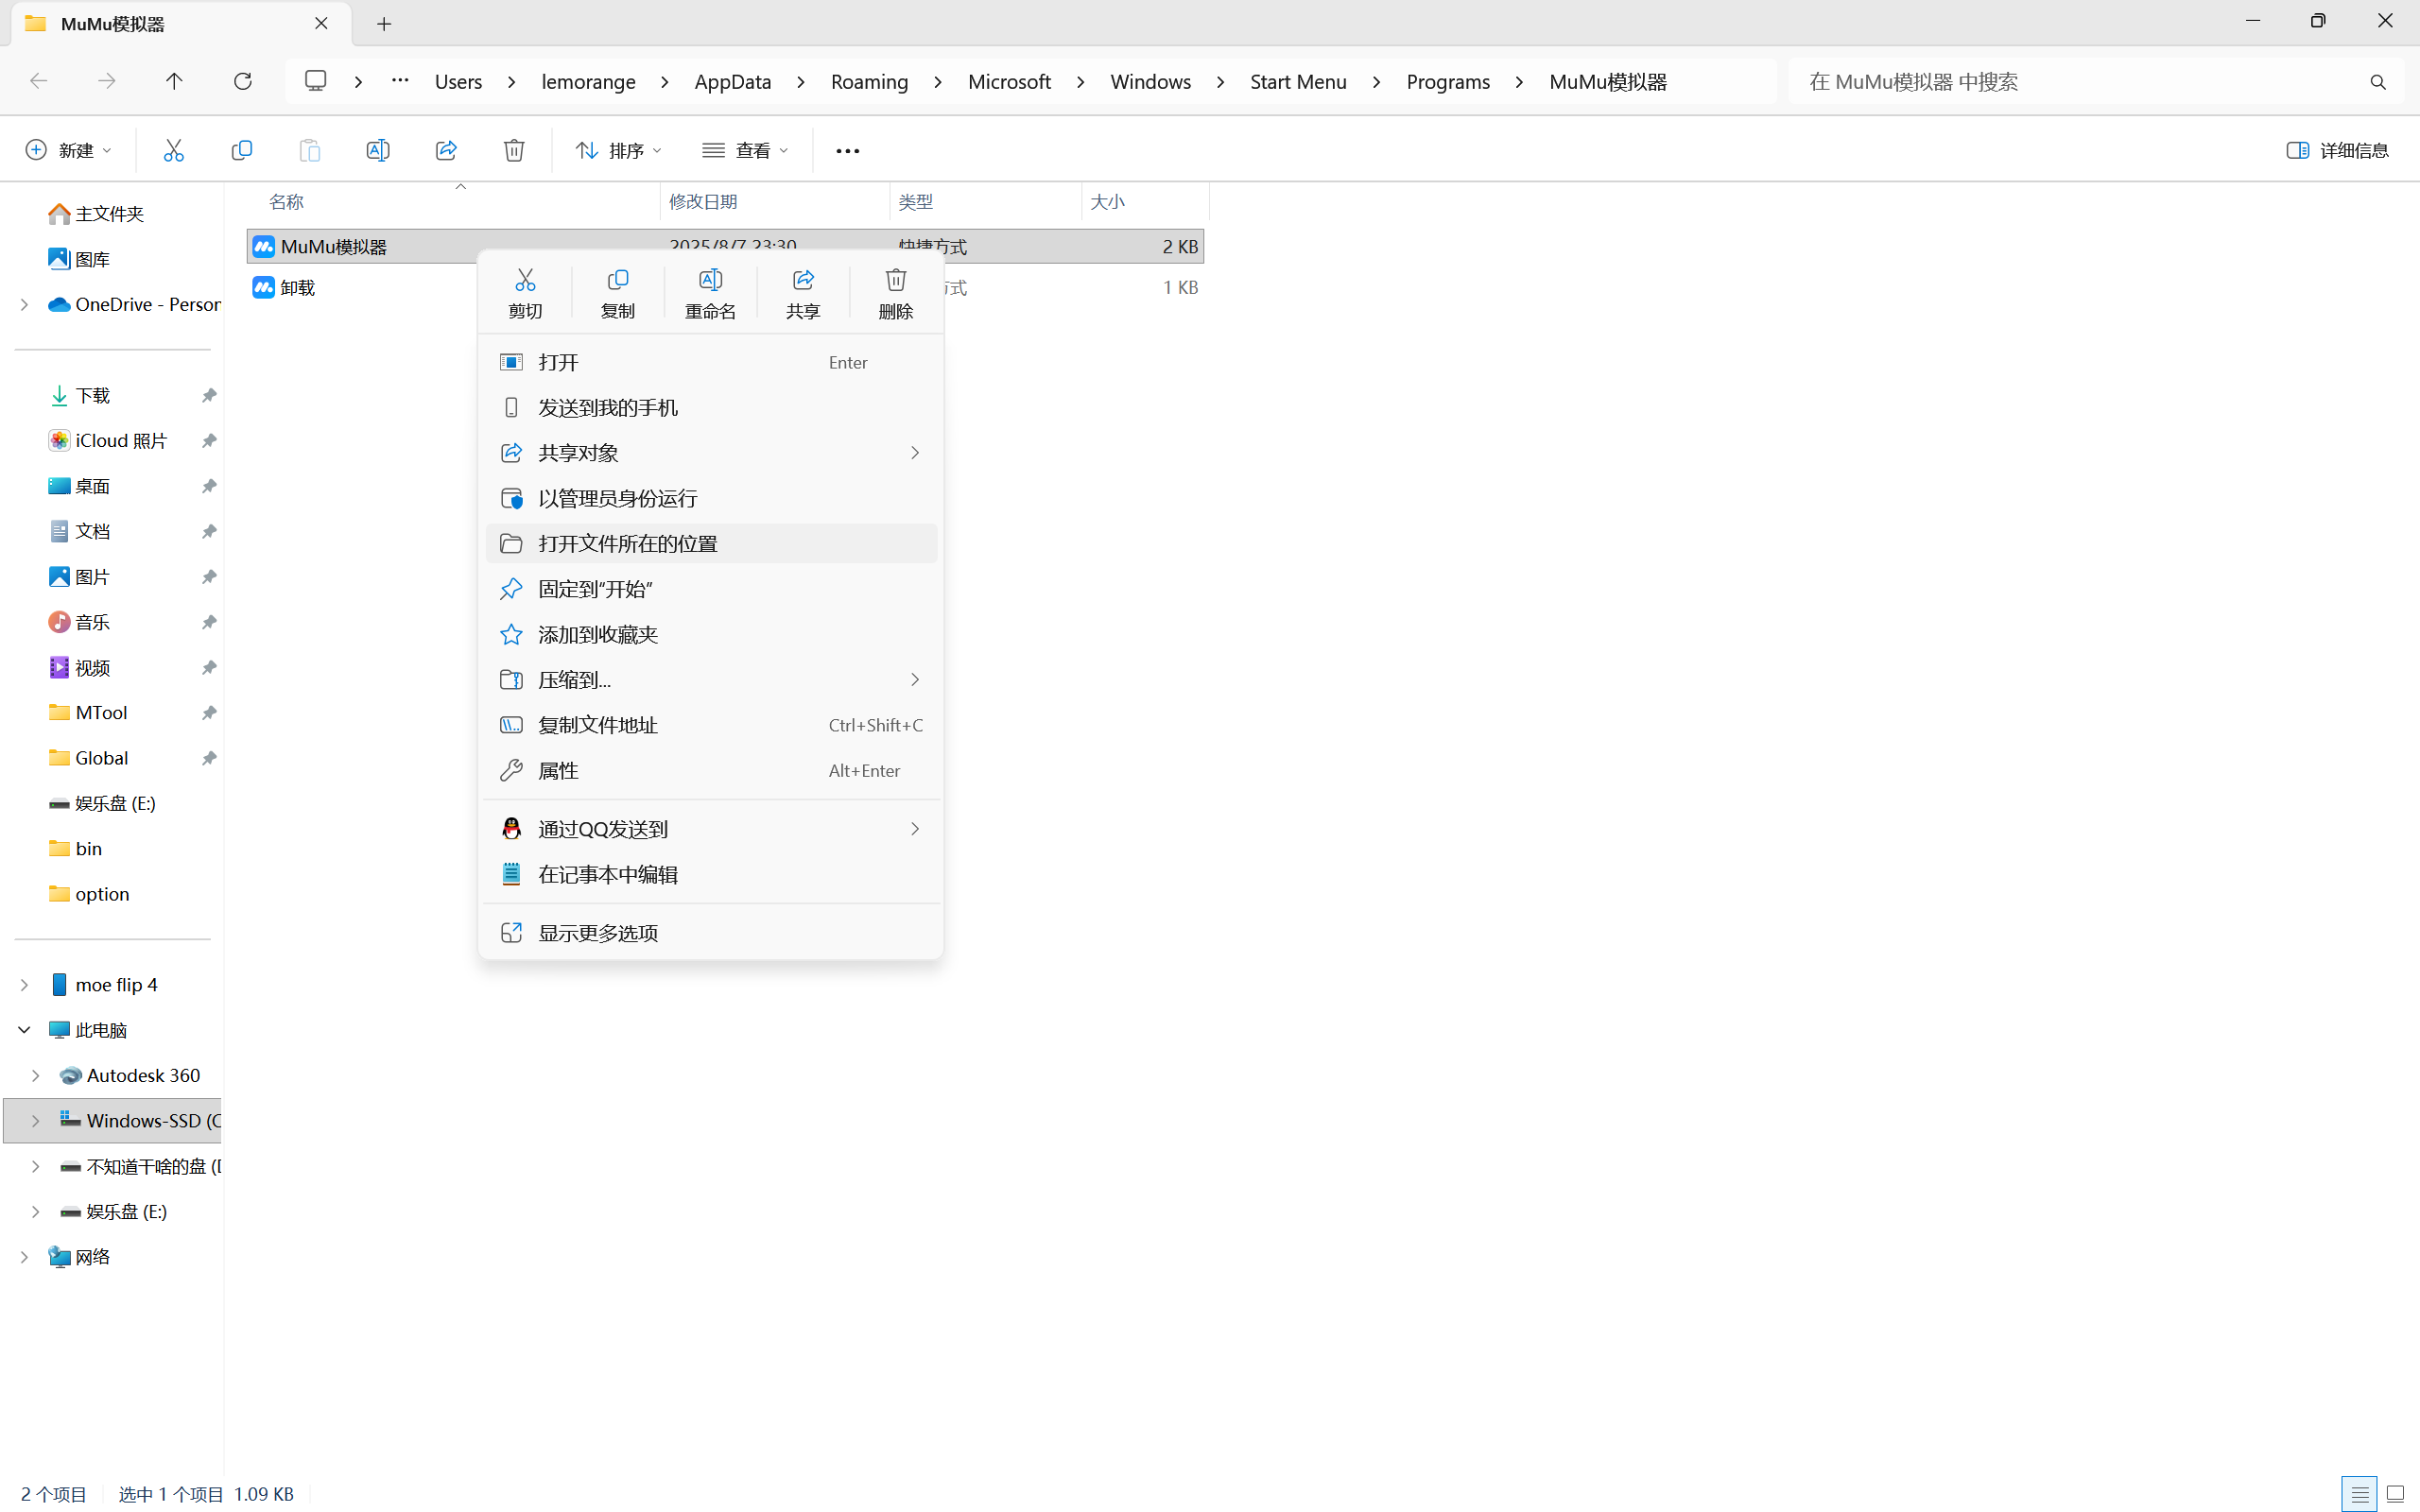 MuMu模拟器
Users > lemorange > AppData > Roaming > Microsoft > Windows > Start Menu > Programs > MuMu模拟器
在 MuMu模拟器 中搜索
新建
排序
查看
详细信息
名称 修改日期 类型 大小
MuMu模拟器 2025/8/7 23:30 快捷方式 2 KB
卸载 方式 1 KB
剪切 复制 重命名 共享 删除
打开 Enter
发送到我的手机
共享对象
以管理员身份运行
打开文件所在的位置
固定到"开始"
添加到收藏夹
压缩到...
复制文件地址 Ctrl+Shift+C
属性 Alt+Enter
通过QQ发送到
在记事本中编辑
显示更多选项
主文件夹
图库
OneDrive - Person
下载
iCloud 照片
桌面
文档
图片
音乐
视频
MTool
Global
娱乐盘 (E:)
bin
option
moe flip 4
此电脑
Autodesk 360
Windows-SSD (C
不知道干啥的盘 (D
娱乐盘 (E:)
网络
2 个项目 选中 1 个项目 1.09 KB